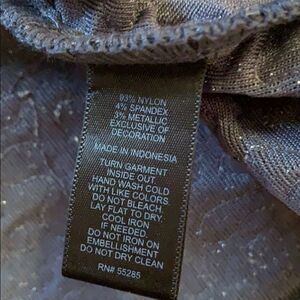 93% NYLON
4% SPANDEX
3% METALLIC
EXCLUSIVE OF
DECORATION
MADE IN INDONESIA
TURN GARMENT
INSIDE OUT
HAND WASH COLD
WITH LIKE COLORS.
DO NOT BLEACH.
LAY FLAT TO DRY.
COOL IRON
IF NEEDED.
DO NOT IRON ON
EMBELLISHMENT
DO NOT DRY CLEAN
RN# 55285